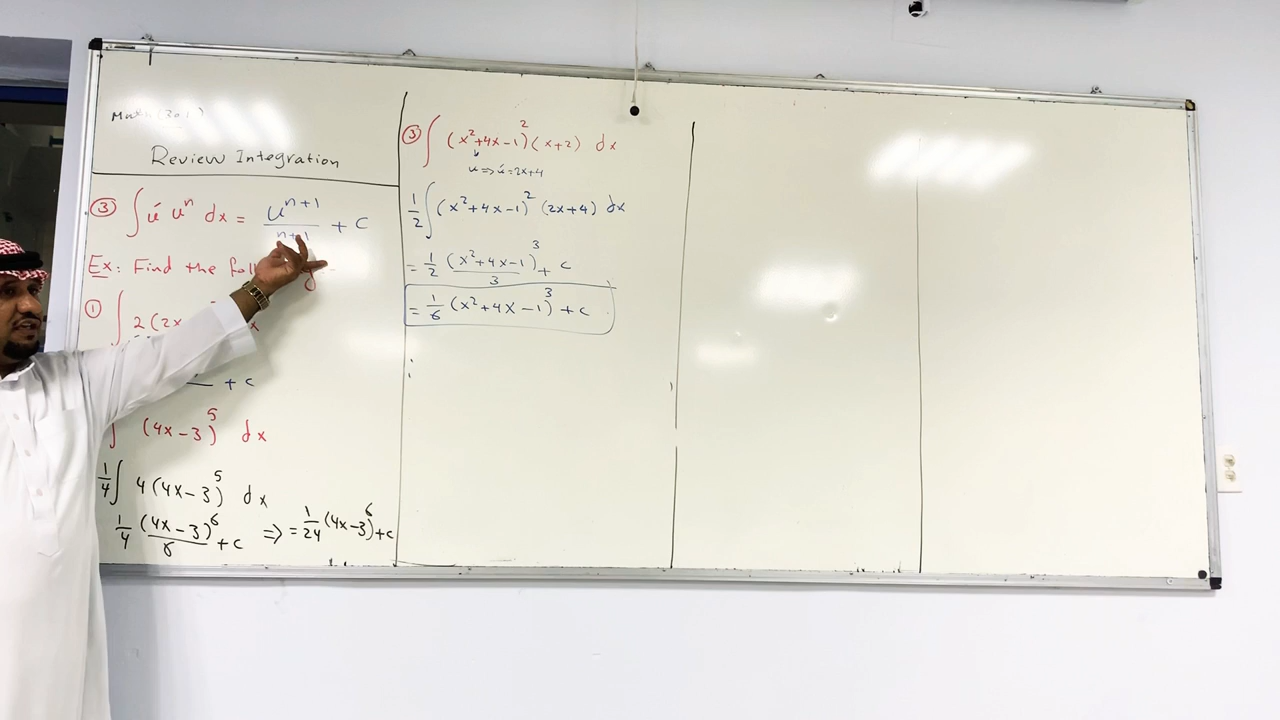 Math (301)
Review Integration
③ ∫ ú uⁿ dx = uⁿ⁺¹/n+1 + c
Ex: Find the
① ∫ 2(2x
+ c
∫ (4x-3)⁵ dx
1/4 ∫ 4(4x-3)⁵ dx
1/4 (4x-3)⁶/6 + c ⇒ = 1/24 (4x-3)⁶ + c
③ ∫ (x²+4x-1)² (x+2) dx
u ⇒ ú = 2x+4
1/2 ∫ (x²+4x-1)² (2x+4) dx
= 1/2 (x²+4x-1)³/3 + c
= 1/6 (x²+4x-1)³ + c